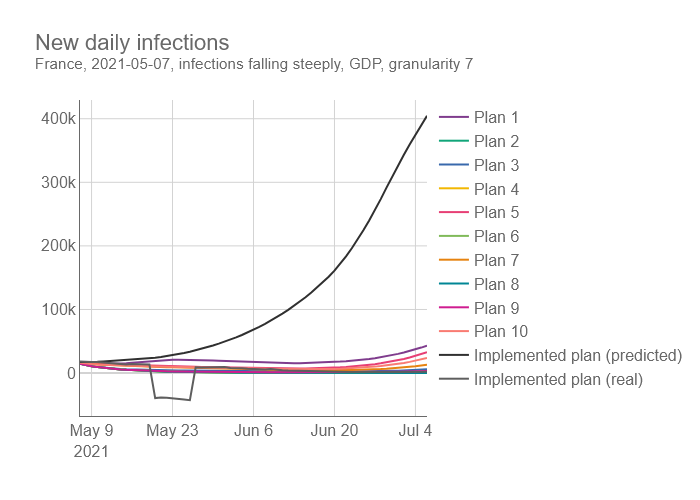 New daily infections
France, 2021-05-07, infections falling steeply, GDP, granularity 7
400k
300k
200k
100k
0
May 9
2021
May 23
Jun 6
Jun 20
Jul 4
Plan 1
Plan 2
Plan 3
Plan 4
Plan 5
Plan 6
Plan 7
Plan 8
Plan 9
Plan 10
Implemented plan (predicted)
Implemented plan (real)